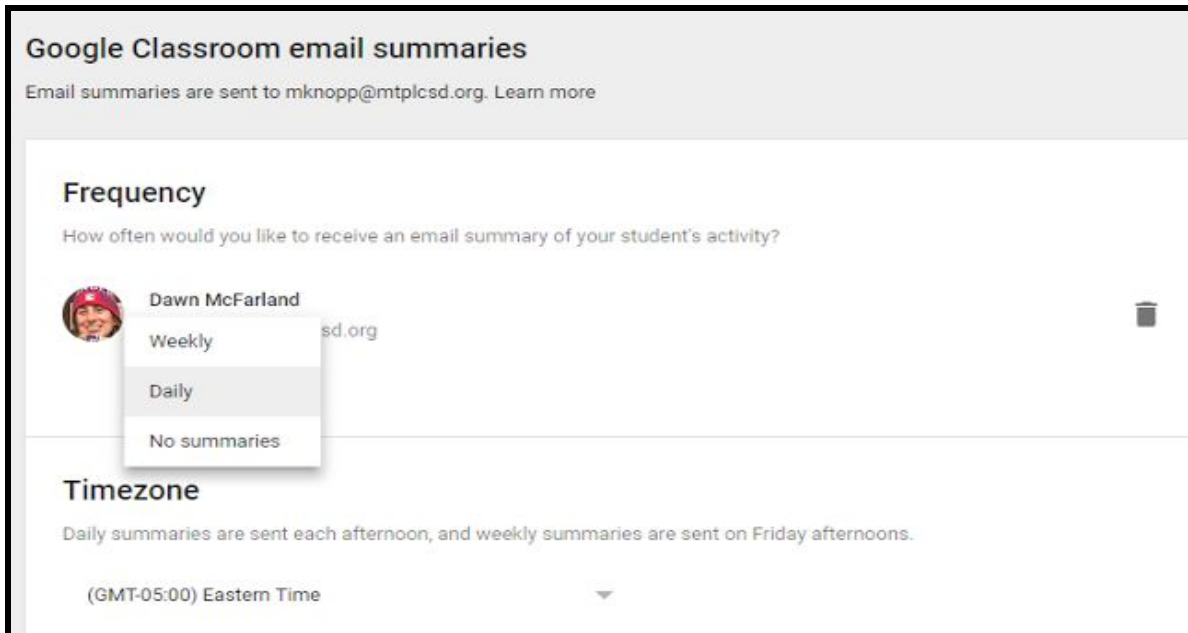 Google Classroom email summaries
Email summaries are sent to mknopp@mtplcsd.org. Learn more
Frequency
How often would you like to receive an email summary of your student's activity?
Dawn McFarland
sd.org
Weekly
Daily
No summaries
Timezone
Daily summaries are sent each afternoon, and weekly summaries are sent on Friday afternoons.
(GMT-05:00) Eastern Time